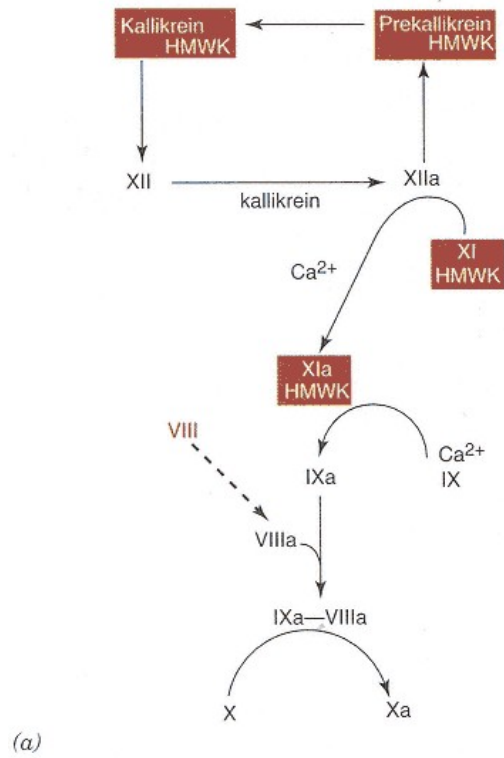 Kallikrein
HMWK
Prekallikrein
HMWK
XII
kallikrein
XIIa
XI
HMWK
Ca2+
XIa
HMWK
VIII
IXa
Ca2+
IX
VIIIa
IXa—VIIIa
X
Xa
(a)